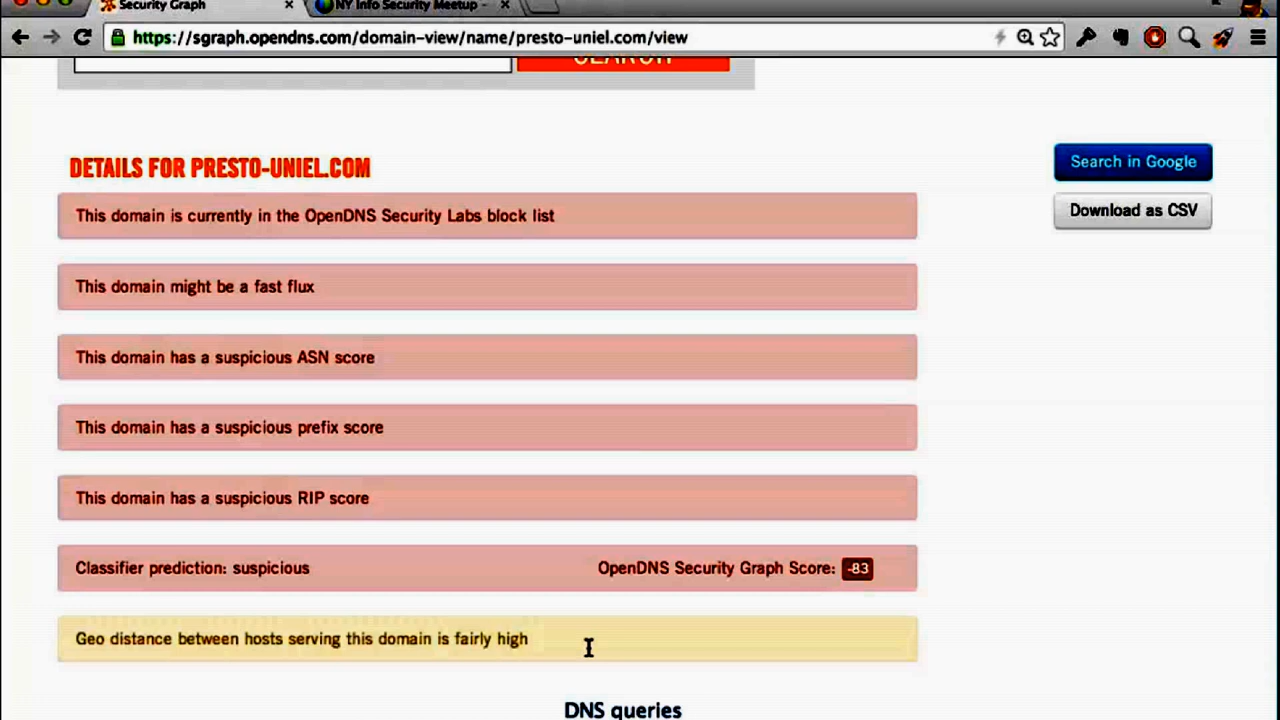 Security Graph
NY Info Security Meetup -
https://sgraph.opendns.com/domain-view/name/presto-uniel.com/view
SEARCH
DETAILS FOR PRESTO-UNIEL.COM
Search in Google
Download as CSV
This domain is currently in the OpenDNS Security Labs block list
This domain might be a fast flux
This domain has a suspicious ASN score
This domain has a suspicious prefix score
This domain has a suspicious RIP score
Classifier prediction: suspicious OpenDNS Security Graph Score: -83
Geo distance between hosts serving this domain is fairly high
DNS queries